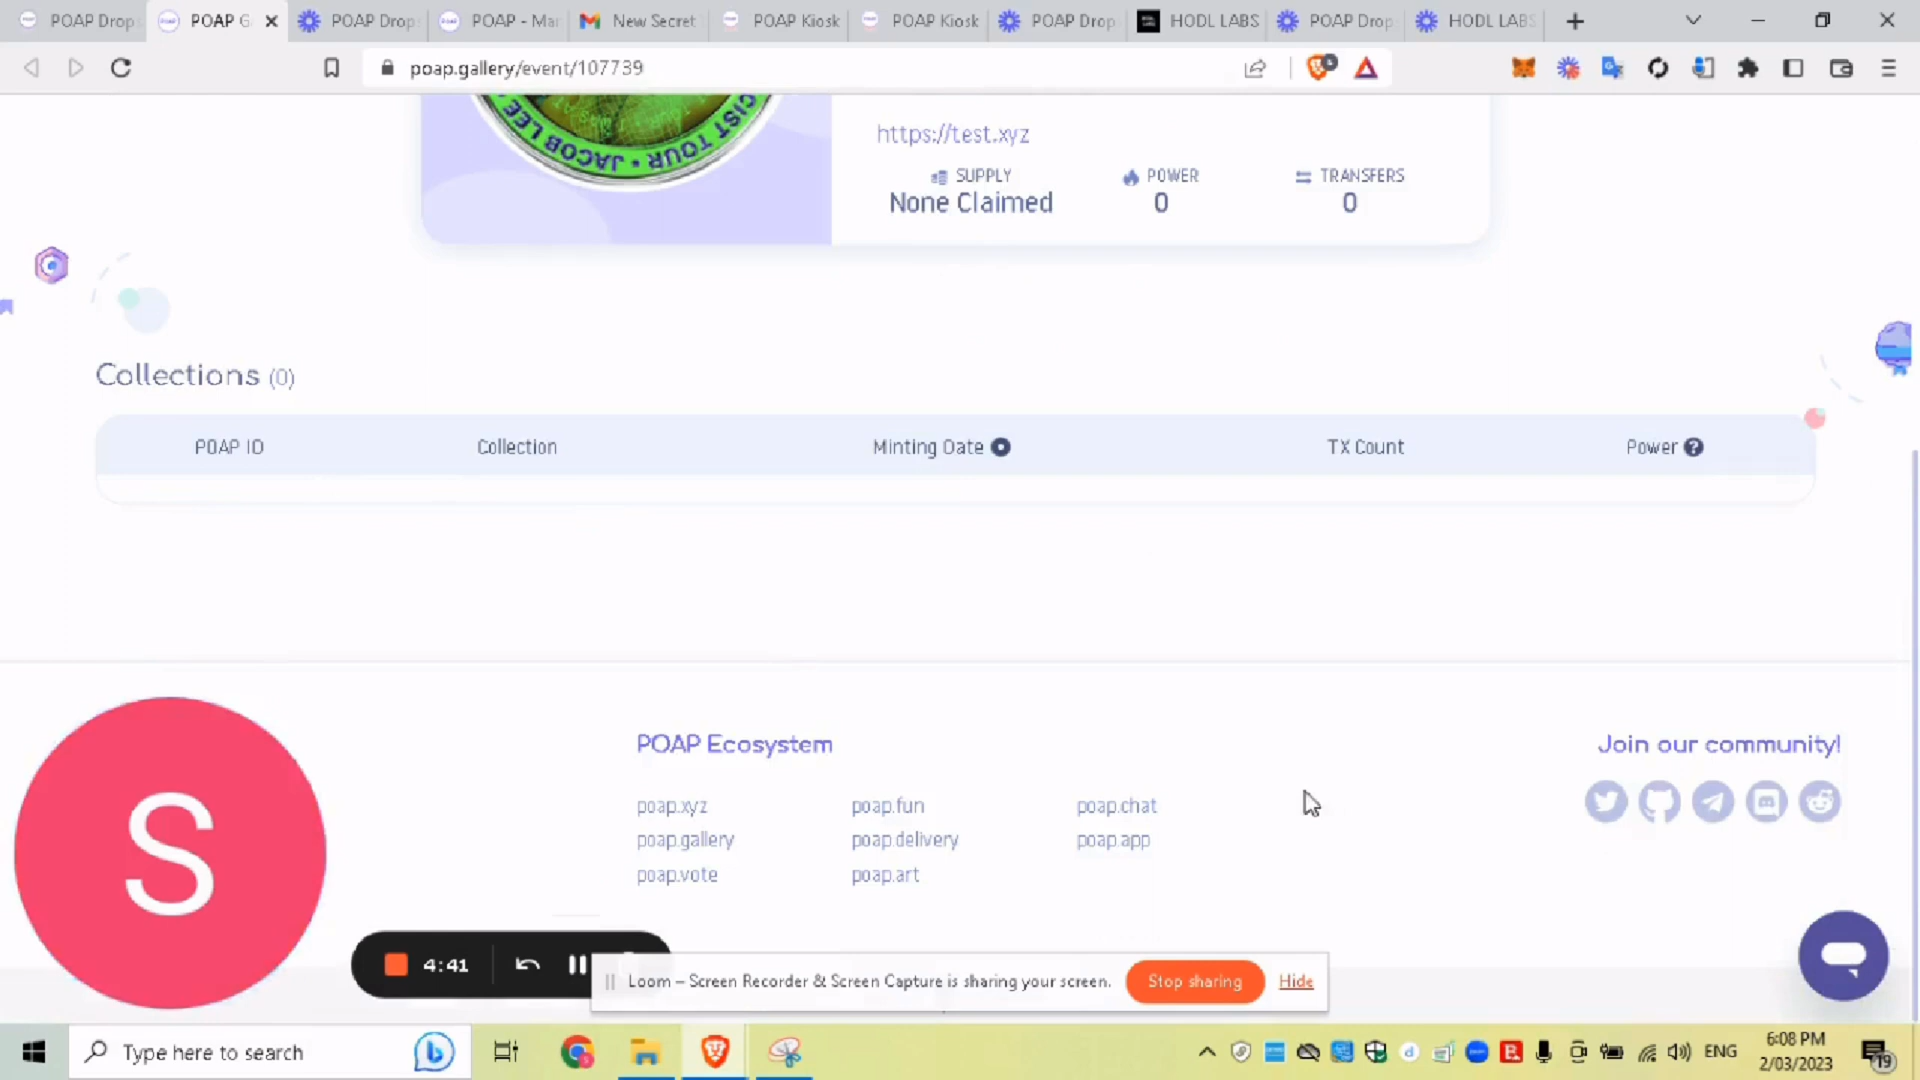 POAP Drops
POAP G
POAP Drop
POAP - Mar
New Secret
POAP Kiosk
POAP Kiosk
POAP Drop
HODL LABS
POAP Drop
HODL LABS
poap.gallery/event/107739
CIST TOUR • JACOB LEE
https://test.xyz
SUPPLY
POWER
TRANSFERS
None Claimed
0
0
Collections (0)
POAP ID
Collection
Minting Date
TX Count
Power
POAP Ecosystem
Join our community!
poap.xyz
poap.fun
poap.chat
poap.gallery
poap.delivery
poap.app
poap.vote
poap.art
S
4:41
Loom – Screen Recorder & Screen Capture is sharing your screen.
Stop sharing
Hide
Type here to search
ENG
6:08 PM
2/03/2023
19